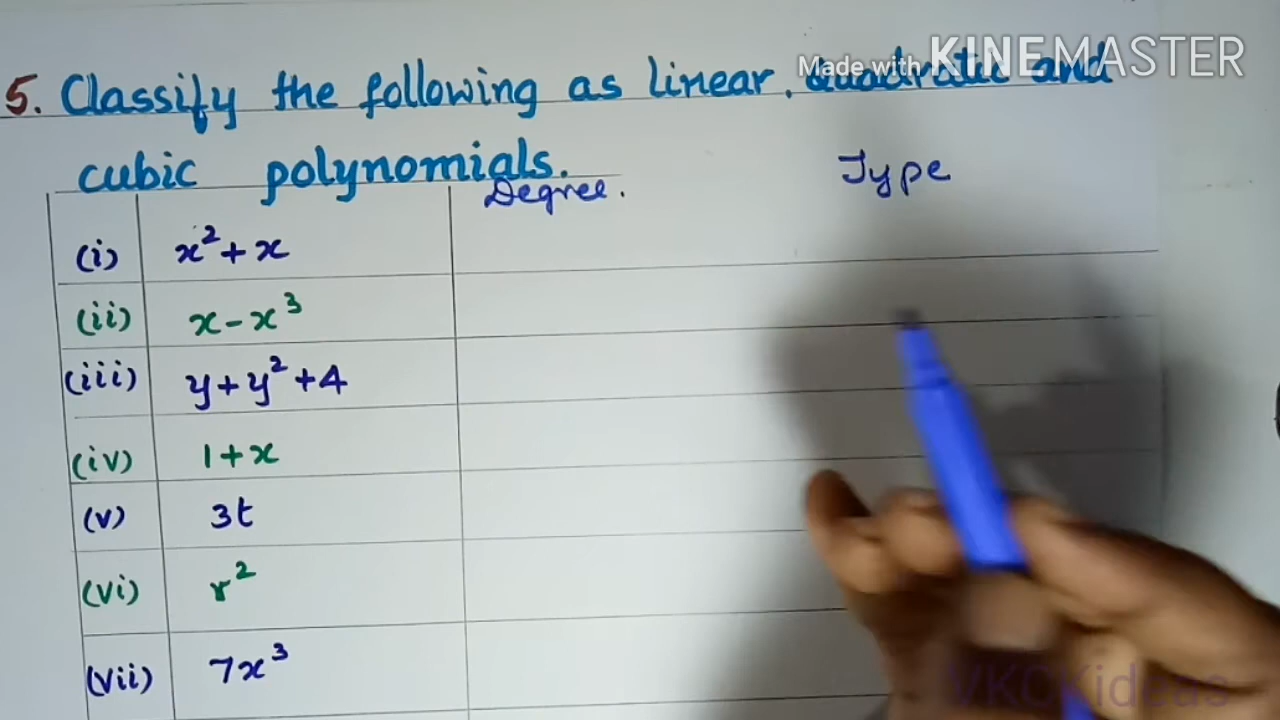 Made with KINEMASTER
5. Classify the following as linear, Quadratic and
cubic polynomials.
Degree. Type
(i) x²+x
(ii) x-x³
(iii) y+y²+4
(iv) 1+x
(v) 3t
(vi) r²
(vii) 7x³
VKCKideas